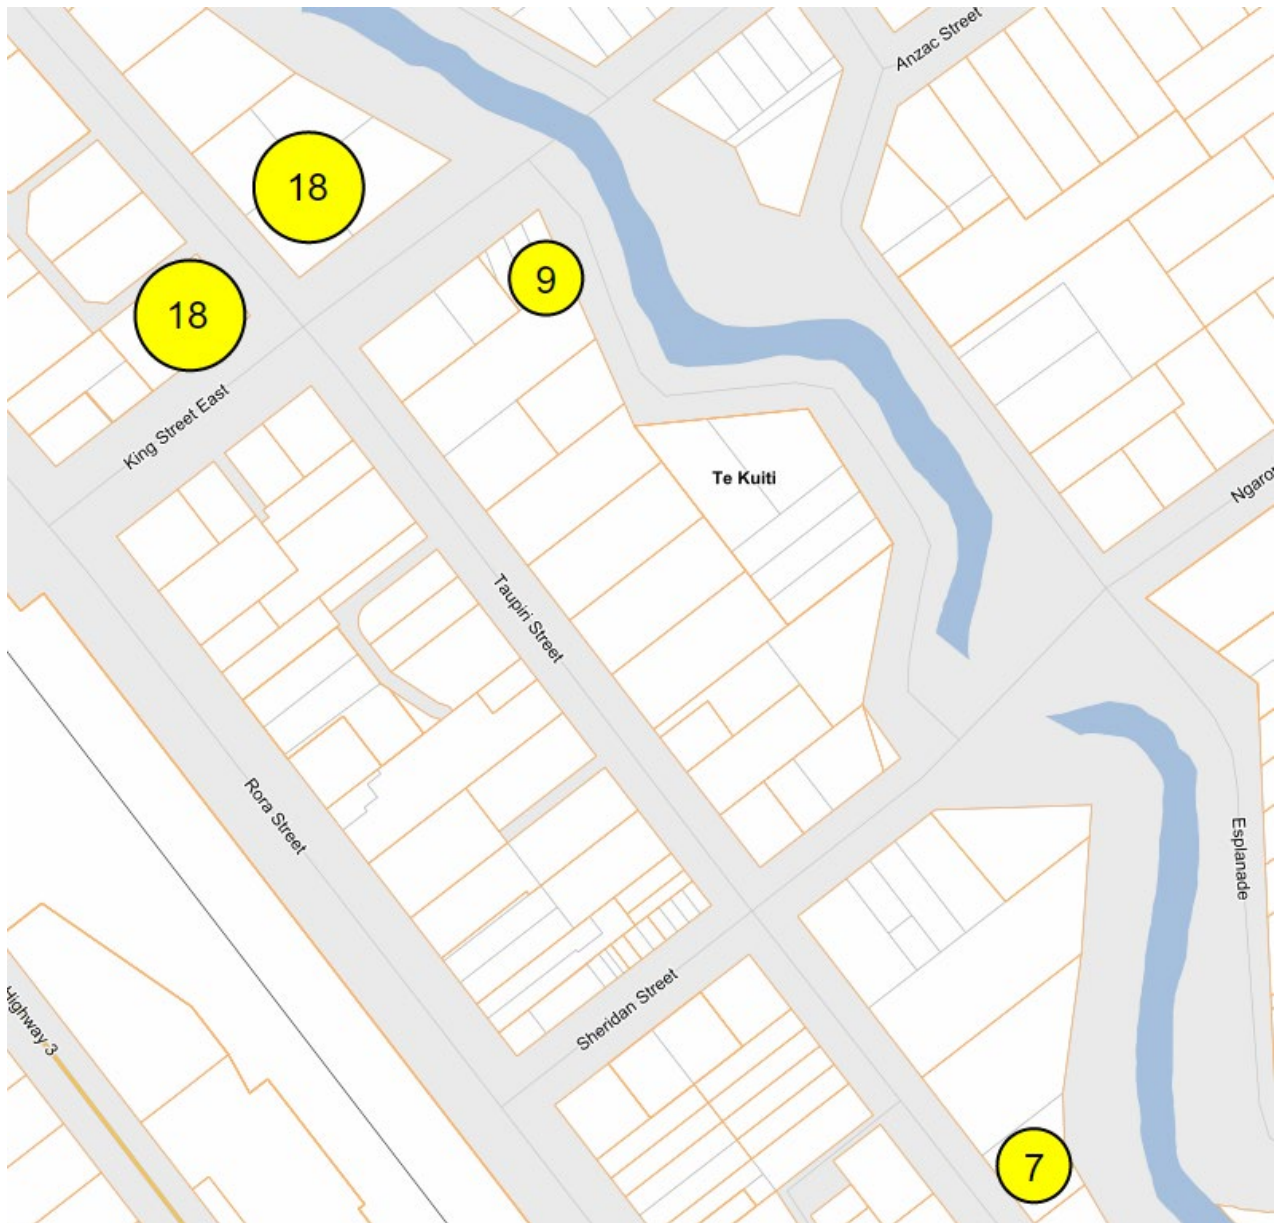 Anzac Street
18
9
18
King Street East
Te Kuiti
Taupiri Street
Rora Street
Esplanade
Sheridan Street
Highway 3
7